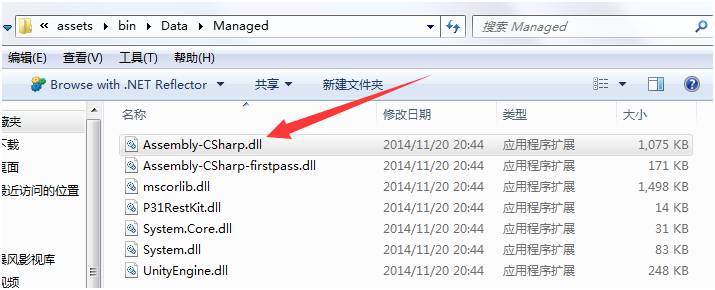 « assets ▸ bin ▸ Data ▸ Managed
搜索 Managed
编辑(E) 查看(V) 工具(T) 帮助(H)
Browse with .NET Reflector 共享 新建文件夹
名称 修改日期 类型 大小
藏夹
下载
桌面
最近访问的位置
暴风影视库
视频
Assembly-CSharp.dll 2014/11/20 20:44 应用程序扩展 1,075 KB
Assembly-CSharp-firstpass.dll 2014/11/20 20:44 应用程序扩展 171 KB
mscorlib.dll 2014/11/20 20:44 应用程序扩展 1,498 KB
P31RestKit.dll 2014/11/20 20:44 应用程序扩展 14 KB
System.Core.dll 2014/11/20 20:44 应用程序扩展 31 KB
System.dll 2014/11/20 20:44 应用程序扩展 83 KB
UnityEngine.dll 2014/11/20 20:44 应用程序扩展 248 KB